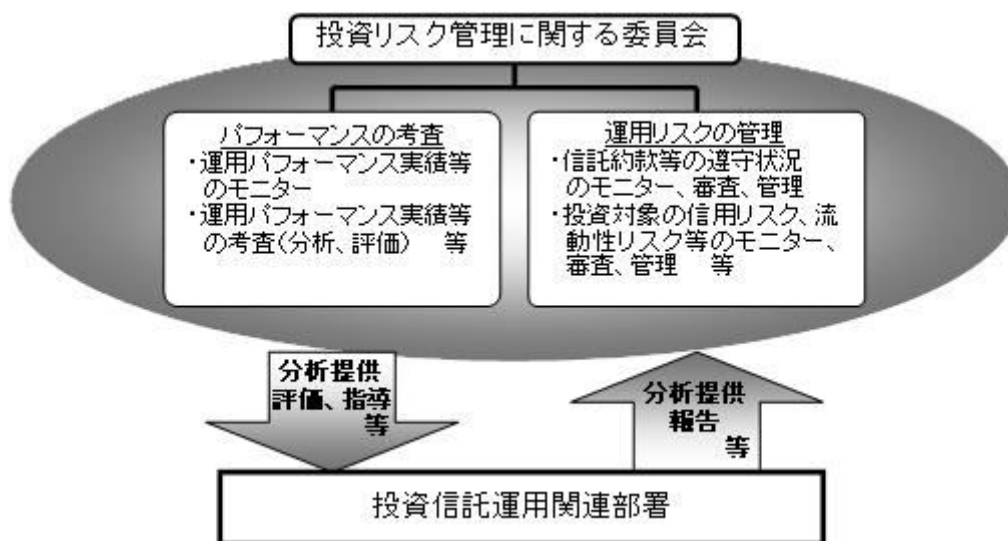 投資リスク管理に関する委員会
パフォーマンスの考査
・運用パフォーマンス実績等
のモニター
・運用パフォーマンス実績等
の考査(分析、評価) 等
運用リスクの管理
・信託約款等の遵守状況
のモニター、審査、管理
・投資対象の信用リスク、流
動性リスク等のモニター、
審査、管理 等
分析提供
評価、指導
等
分析提供
報告
等
投資信託運用関連部署